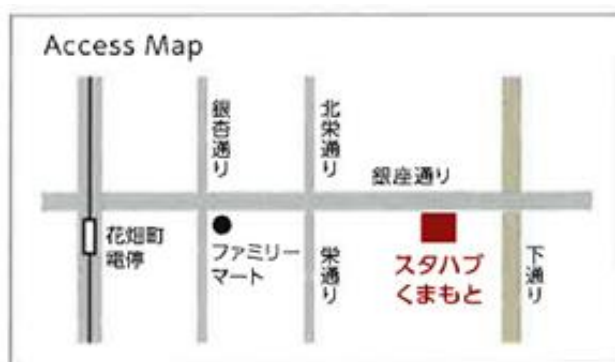 Access Map
銀杏通り
北栄通り
銀座通り
花畑町
電停
ファミリー
マート
栄通り
スタハブ
くまもと
下通り